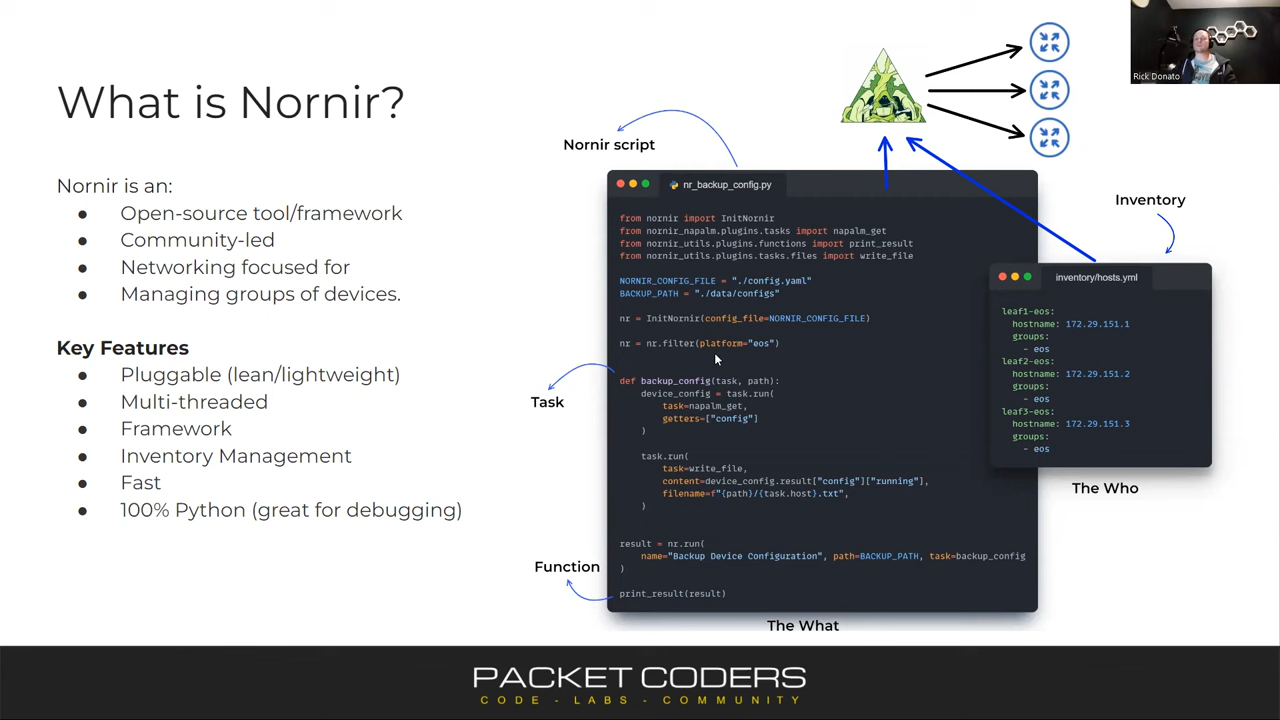 What is Nornir?
Nornir is an:
● Open-source tool/framework
● Community-led
● Networking focused for
● Managing groups of devices.
Key Features
● Pluggable (lean/lightweight)
● Multi-threaded
● Framework
● Inventory Management
● Fast
● 100% Python (great for debugging)
Nornir script
Task
Function
nr_backup_config.py
from nornir import InitNornir
from nornir_napalm.plugins.tasks import napalm_get
from nornir_utils.plugins.functions import print_result
from nornir_utils.plugins.tasks.files import write_file
NORNIR_CONFIG_FILE = "./config.yaml"
BACKUP_PATH = "./data/configs"
nr = InitNornir(config_file=NORNIR_CONFIG_FILE)
nr = nr.filter(platform="eos")
def backup_config(task, path):
    device_config = task.run(
        task=napalm_get,
        getters=["config"]
    )
    task.run(
        task=write_file,
        content=device_config.result["config"]["running"],
        filename=f"{path}/{task.host}.txt",
    )
result = nr.run(
    name="Backup Device Configuration", path=BACKUP_PATH, task=backup_config
)
print_result(result)
The What
Inventory
inventory/hosts.yml
leaf1-eos:
  hostname: 172.29.151.1
  groups:
    - eos
leaf2-eos:
  hostname: 172.29.151.2
  groups:
    - eos
leaf3-eos:
  hostname: 172.29.151.3
  groups:
    - eos
The Who
Rick Donato
PACKET CODERS
CODE - LABS - COMMUNITY